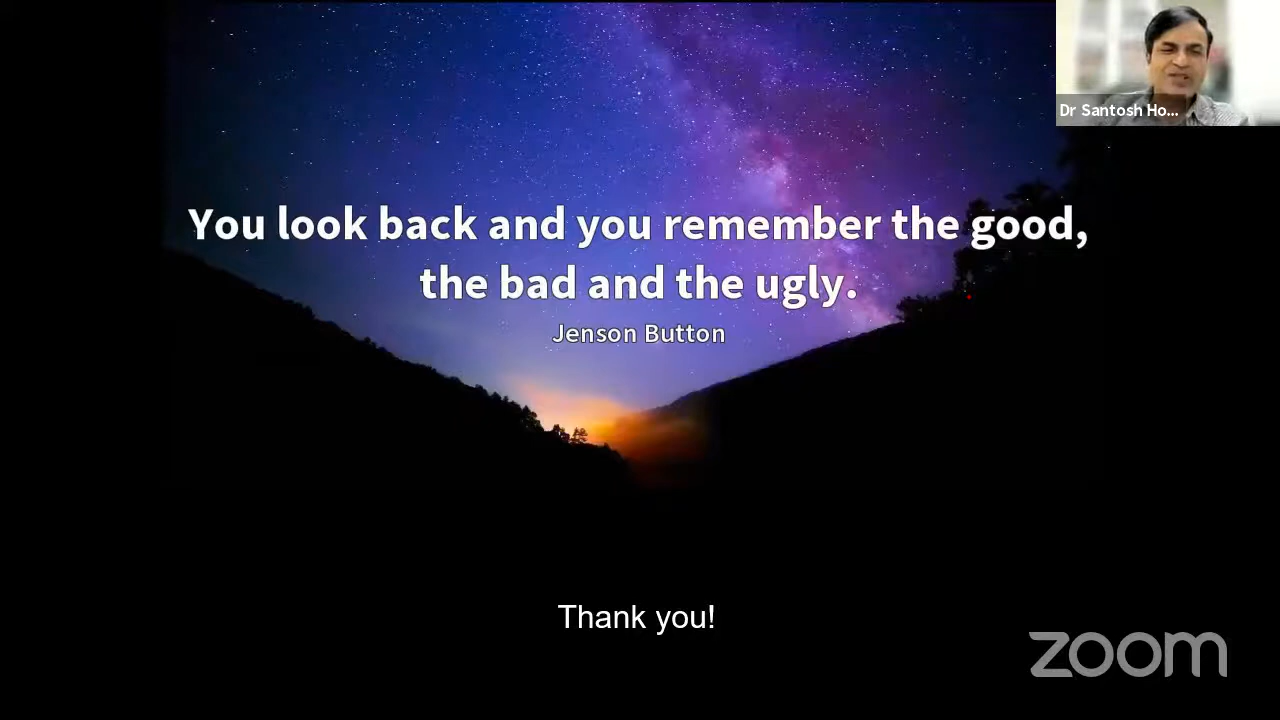 Dr Santosh Ho...
You look back and you remember the good,
the bad and the ugly.
Jenson Button
Thank you!
zoom